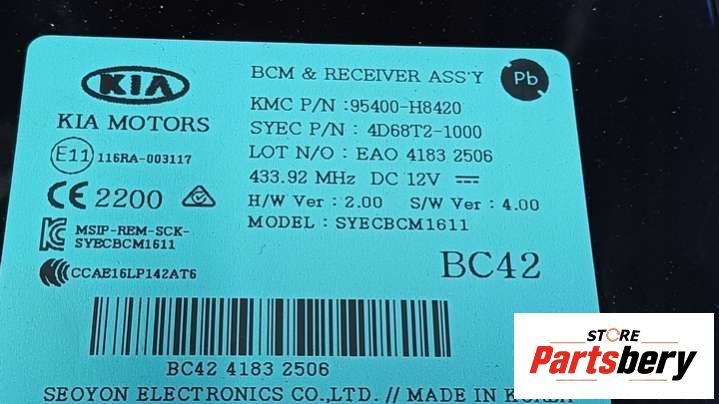 KIA
KIA MOTORS
BCM & RECEIVER ASS'Y
Pb
KMC P/N : 95400-H8420
SYEC P/N : 4D68T2-1000
LOT N/O : EAO 4183 2506
433.92 MHz DC 12V
H/W Ver : 2.00 S/W Ver : 4.00
MODEL : SYECBCM1611
E11 116RA-003117
CE 2200
MSIP-REM-SCK-
SYECBCM1611
CCAE16LP142AT6
BC42
BC42 4183 2506
SEOYON ELECTRONICS CO.,LTD. // MADE IN KOREA
STORE
Partsbery